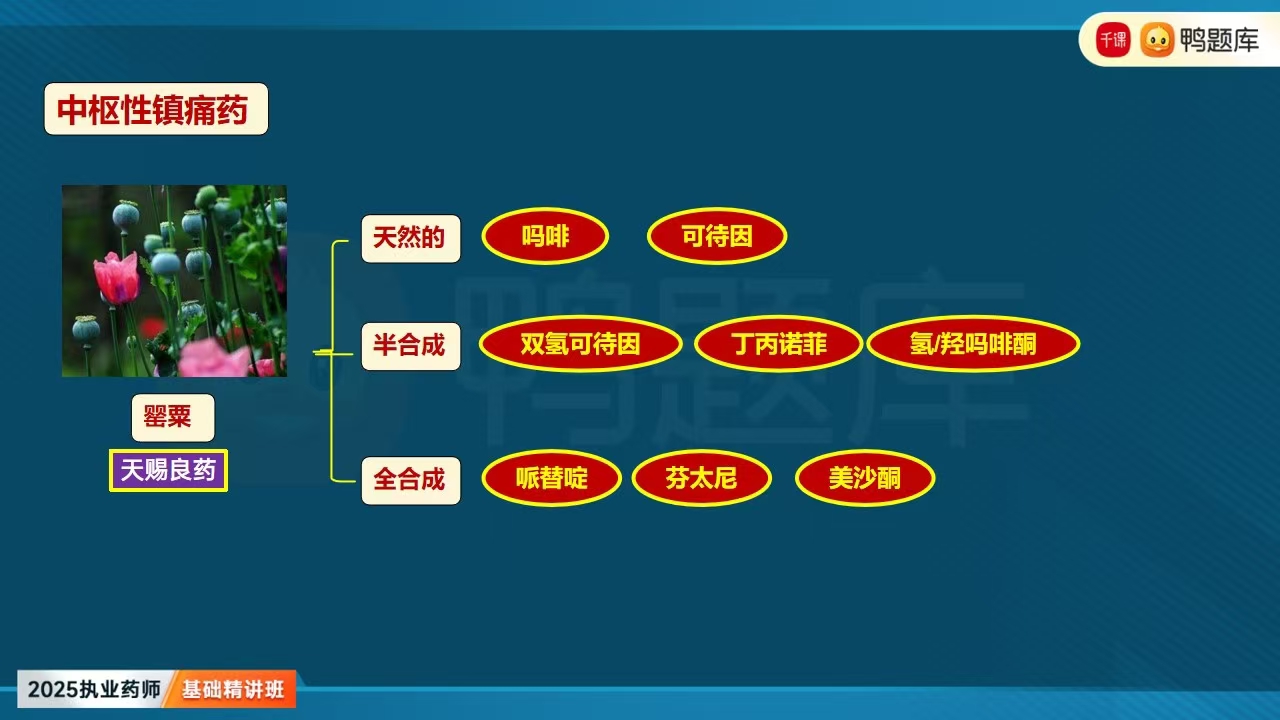 千课 鸭题库
中枢性镇痛药
天然的 吗啡 可待因
半合成 双氢可待因 丁丙诺菲 氢/羟吗啡酮
罂粟
天赐良药
全合成 哌替啶 芬太尼 美沙酮
鸭题库
2025执业药师 基础精讲班